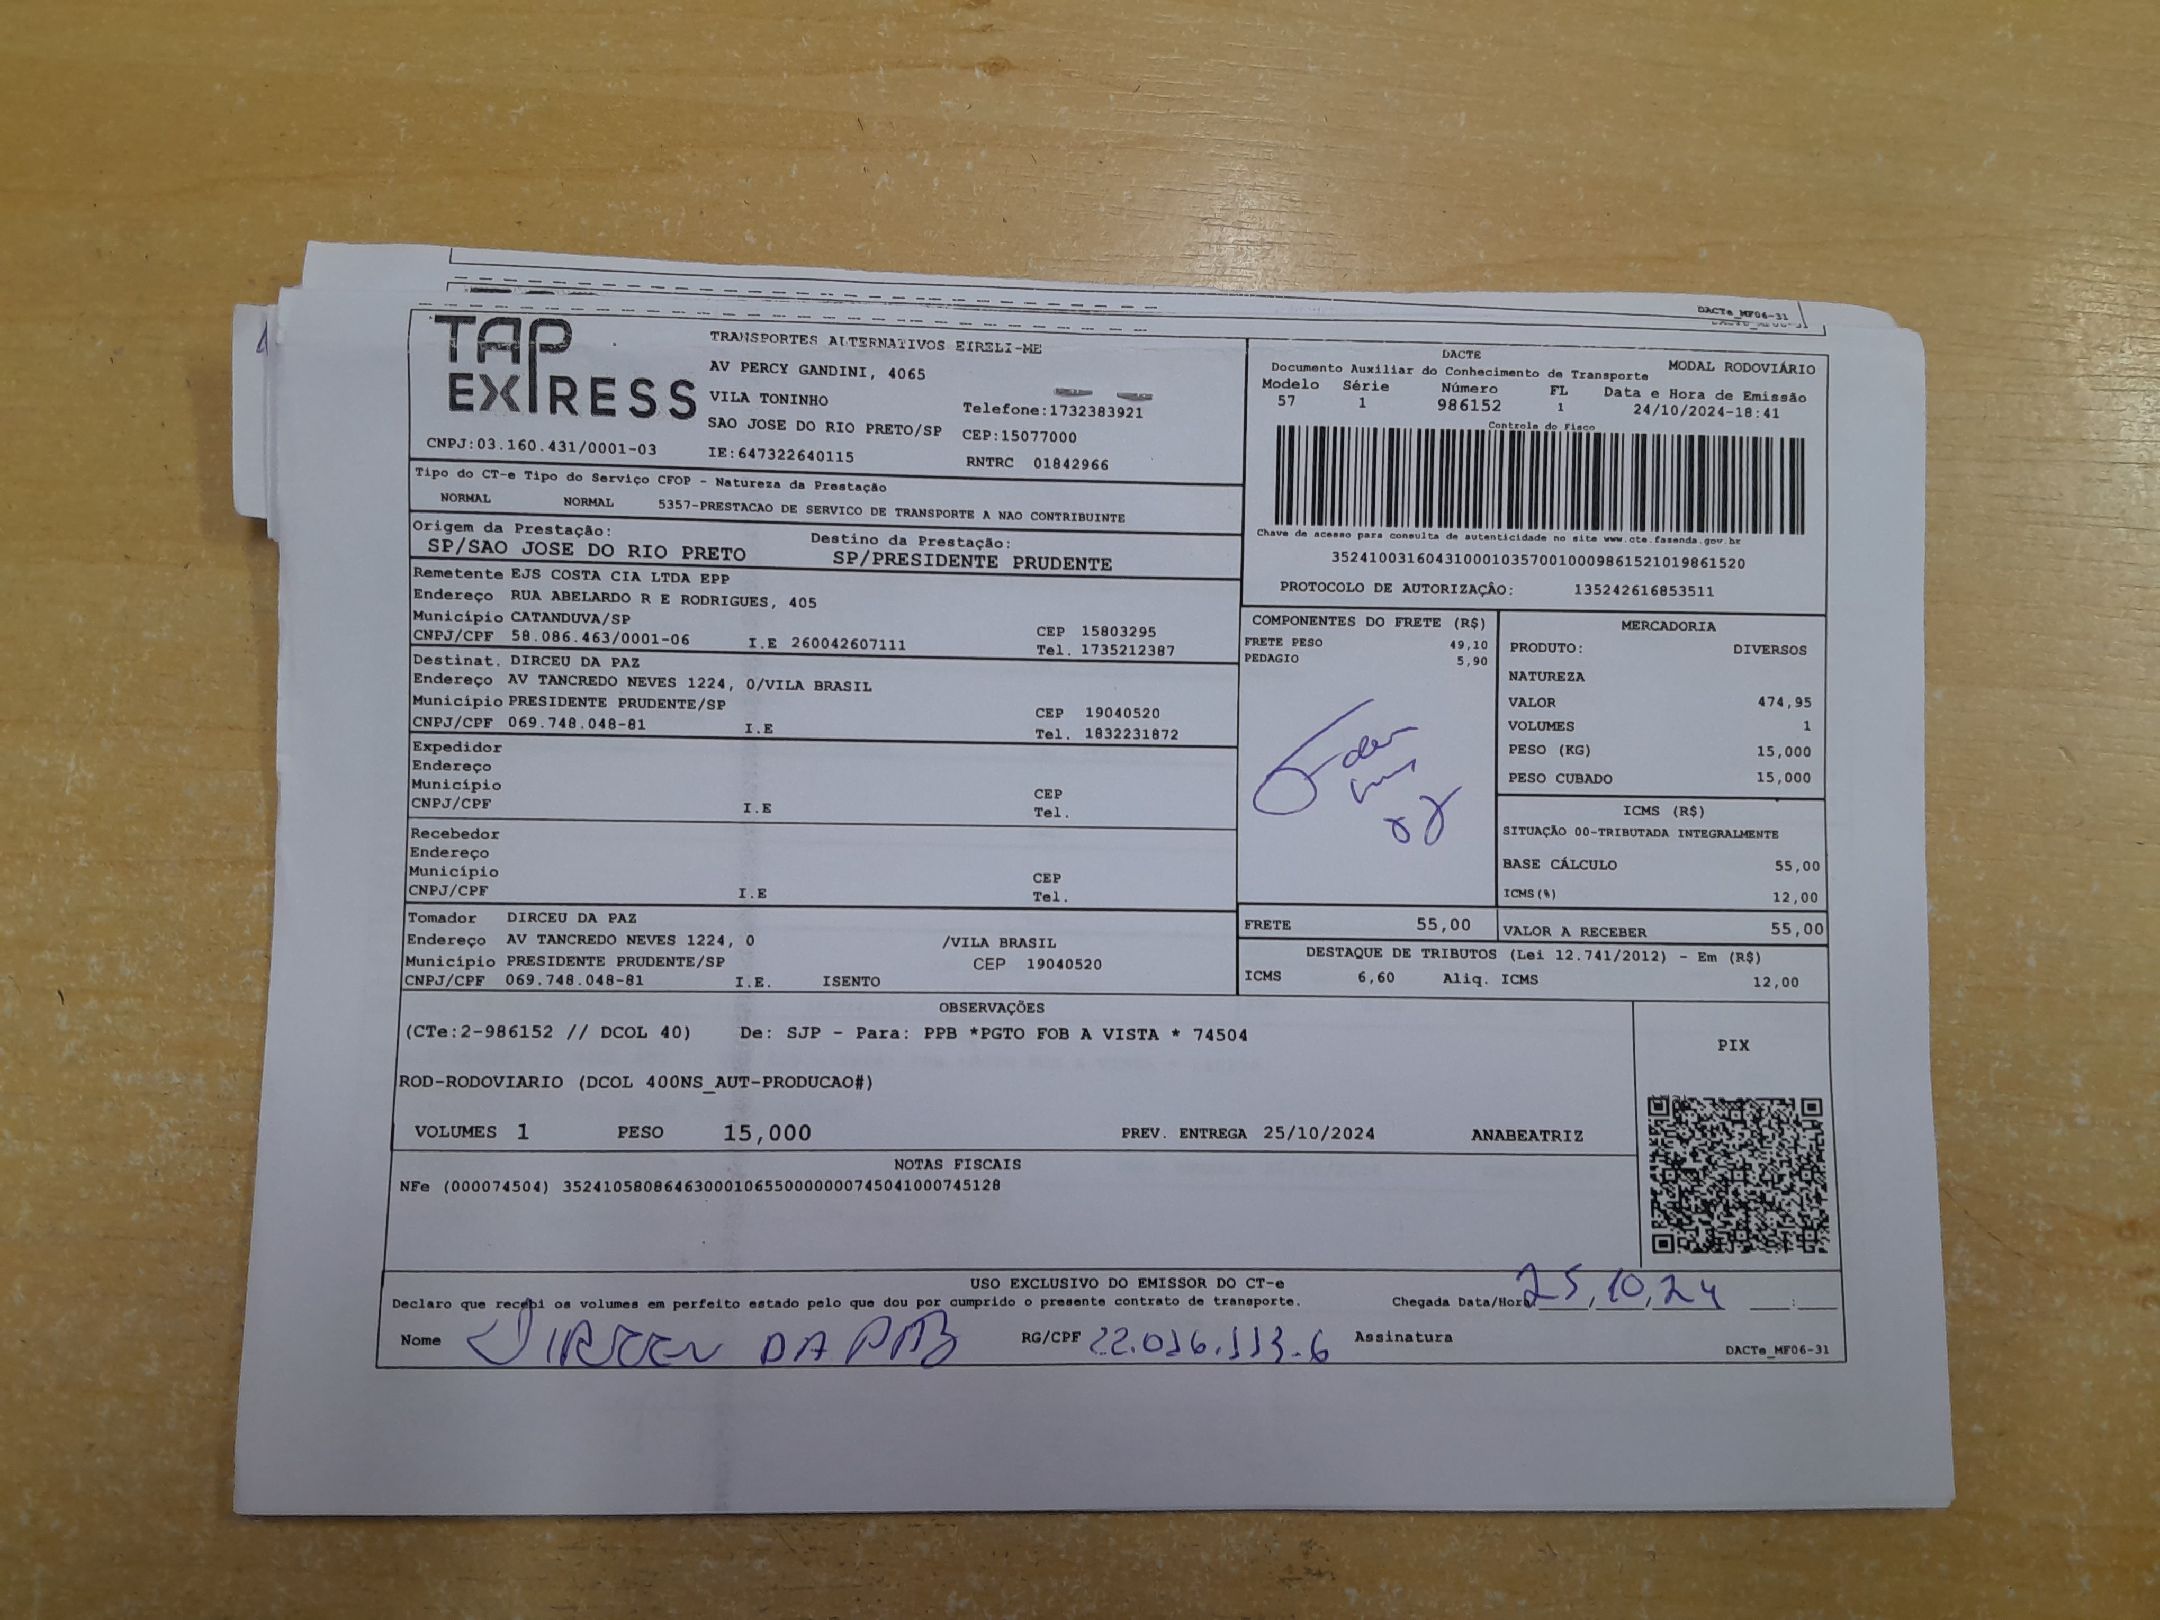 DACTe_MF06-31
TAP EXPRESS
TRANSPORTES ALTERNATIVOS EIRELI-ME
AV PERCY GANDINI, 4065
VILA TONINHO
Telefone:1732383921
SAO JOSE DO RIO PRETO/SP CEP:15077000
CNPJ:03.160.431/0001-03 IE:647322640115 RNTRC 01842966
DACTE MODAL RODOVIÁRIO
Documento Auxiliar do Conhecimento de Transporte
Modelo Série Número FL Data e Hora de Emissão
57 1 986152 1 24/10/2024-18:41
Controle do Fisco
Chave de acesso para consulta de autenticidade no site www.cte.fazenda.gov.br
35241003160431000103570010009861521019861520
PROTOCOLO DE AUTORIZAÇÃO: 135242616853511
Tipo do CT-e Tipo do Serviço CFOP - Natureza da Prestação
NORMAL NORMAL 5357-PRESTACAO DE SERVICO DE TRANSPORTE A NAO CONTRIBUINTE
Origem da Prestação: Destino da Prestação:
SP/SAO JOSE DO RIO PRETO SP/PRESIDENTE PRUDENTE
Remetente EJS COSTA CIA LTDA EPP
Endereço RUA ABELARDO R E RODRIGUES, 405
Município CATANDUVA/SP CEP 15803295
CNPJ/CPF 58.086.463/0001-06 I.E 260042607111 Tel. 1735212387
Destinat. DIRCEU DA PAZ
Endereço AV TANCREDO NEVES 1224, 0/VILA BRASIL
Município PRESIDENTE PRUDENTE/SP CEP 19040520
CNPJ/CPF 069.748.048-81 I.E Tel. 1832231872
Expedidor
Endereço
Município CEP
CNPJ/CPF I.E Tel.
Recebedor
Endereço
Município CEP
CNPJ/CPF I.E Tel.
Tomador DIRCEU DA PAZ
Endereço AV TANCREDO NEVES 1224, 0 /VILA BRASIL
Município PRESIDENTE PRUDENTE/SP CEP 19040520
CNPJ/CPF 069.748.048-81 I.E. ISENTO
COMPONENTES DO FRETE (R$)
FRETE PESO 49,10
PEDAGIO 5,90
FRETE 55,00
MERCADORIA
PRODUTO: DIVERSOS
NATUREZA
VALOR 474,95
VOLUMES 1
PESO (KG) 15,000
PESO CUBADO 15,000
ICMS (R$)
SITUAÇÃO 00-TRIBUTADA INTEGRALMENTE
BASE CÁLCULO 55,00
ICMS(%) 12,00
VALOR A RECEBER 55,00
DESTAQUE DE TRIBUTOS (Lei 12.741/2012) - Em (R$)
ICMS 6,60 Aliq. ICMS 12,00
OBSERVAÇÕES
(CTe:2-986152 // DCOL 40) De: SJP - Para: PPB *PGTO FOB A VISTA * 74504
ROD-RODOVIARIO (DCOL 400NS_AUT-PRODUCAO#)
VOLUMES 1 PESO 15,000 PREV. ENTREGA 25/10/2024 ANABEATRIZ
PIX
NOTAS FISCAIS
NFe (000074504) 35241058086463000106550000000745041000745128
USO EXCLUSIVO DO EMISSOR DO CT-e
Declaro que recebi os volumes em perfeito estado pelo que dou por cumprido o presente contrato de transporte. Chegada Data/Hora 25,10,24 :
Nome DIRCEU DA PAZ RG/CPF 22.016.113-6 Assinatura
DACTe_MF06-31